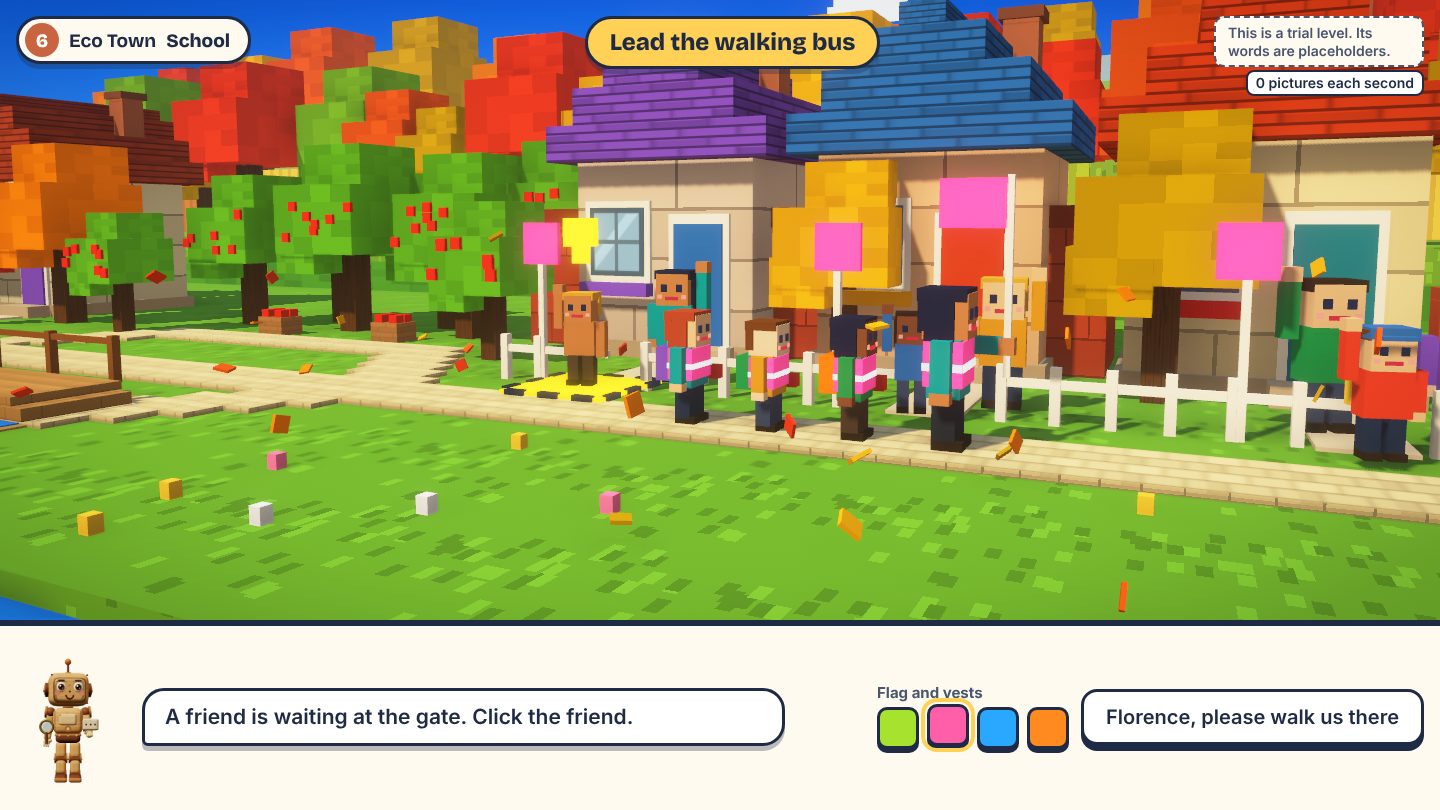 6 Eco Town School
Lead the walking bus
This is a trial level. Its
words are placeholders.
0 pictures each second
A friend is waiting at the gate. Click the friend.
Flag and vests
Florence, please walk us there